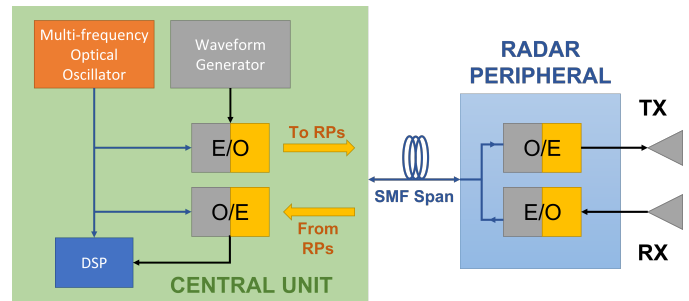 Multi-frequency
Optical
Oscillator
Waveform
Generator
E/O
To RPs
O/E
From
RPs
DSP
CENTRAL UNIT
SMF Span
RADAR
PERIPHERAL
O/E
E/O
TX
RX